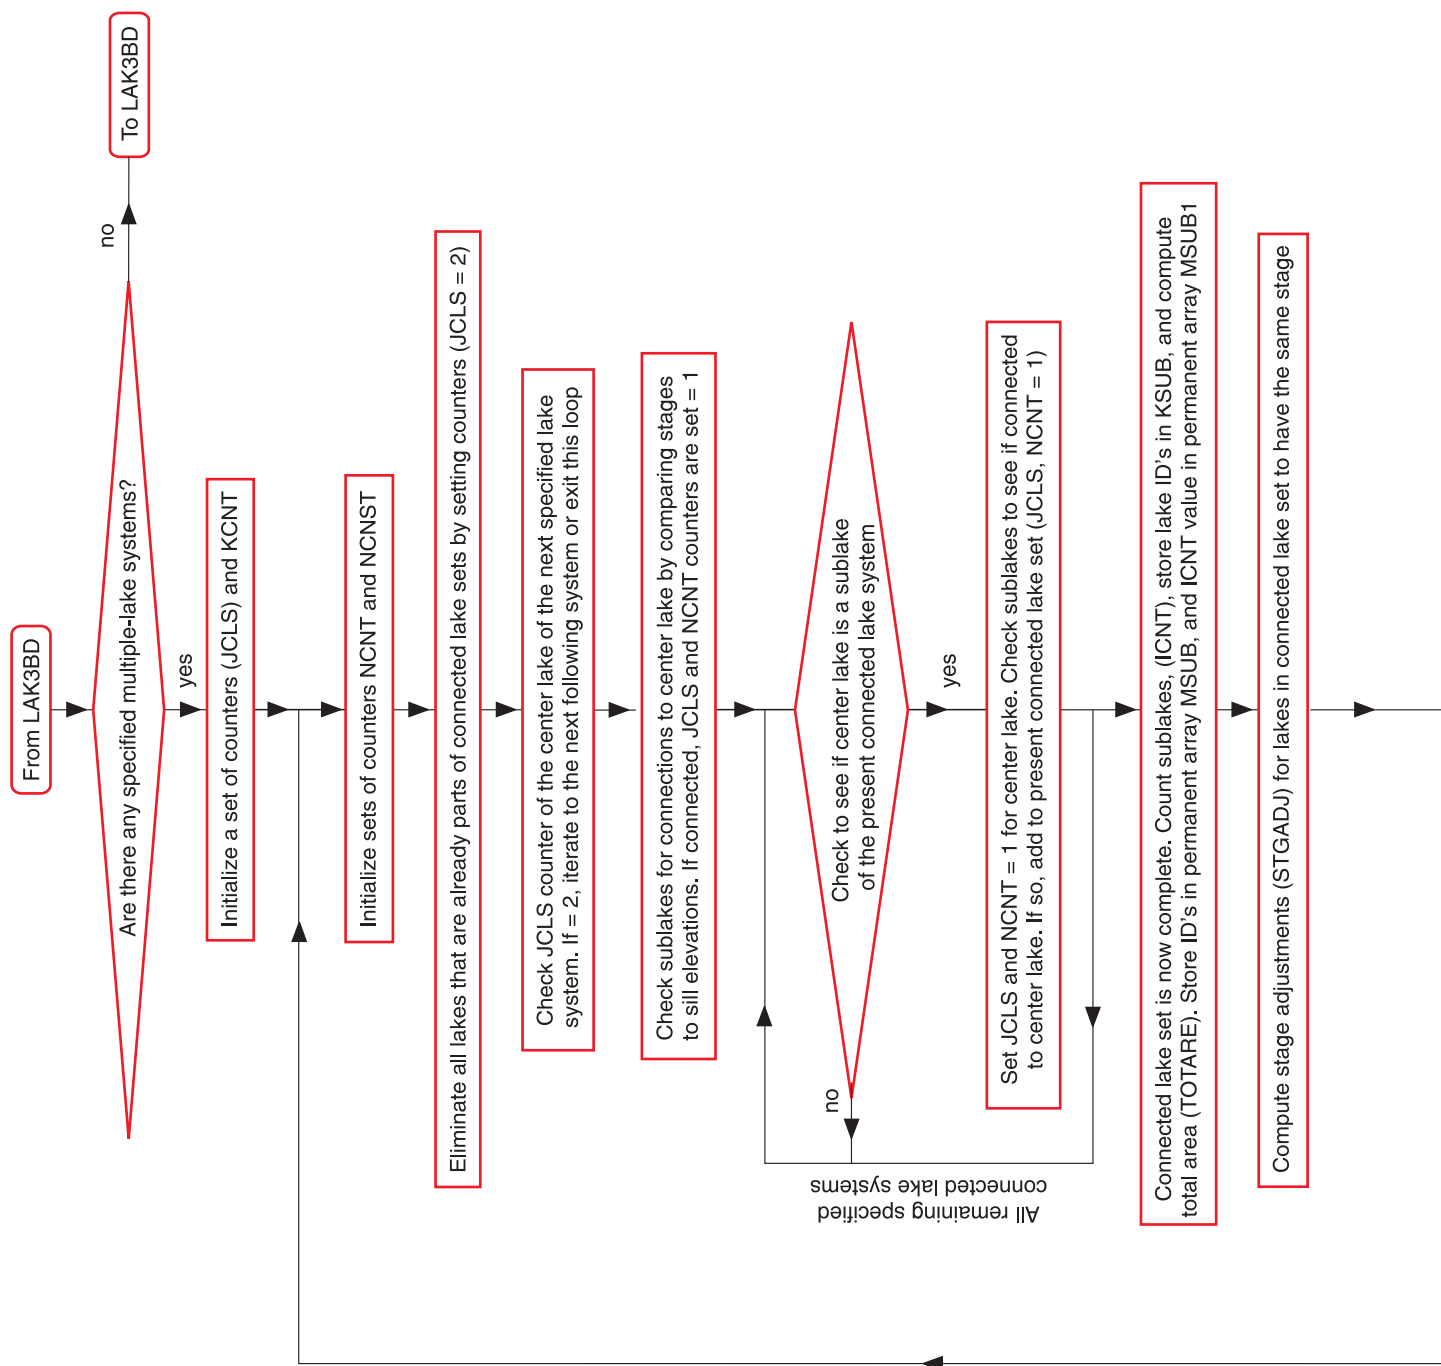 From LAK3BD
Are there any specified multiple-lake systems?
no
To LAK3BD
yes
Initialize a set of counters (JCLS) and KCNT
Initialize sets of counters NCNT and NCNST
Eliminate all lakes that are already parts of connected lake sets by setting counters (JCLS = 2)
Check JCLS counter of the center lake of the next specified lake
system. If = 2, iterate to the next following system or exit this loop
Check sublakes for connections to center lake by comparing stages
to sill elevations. If connected, JCLS and NCNT counters are set = 1
Check to see if center lake is a sublake
of the present connected lake system
no
yes
All remaining specified
connected lake systems
Set JCLS and NCNT = 1 for center lake. Check sublakes to see if connected
to center lake. If so, add to present connected lake set (JCLS, NCNT = 1)
Connected lake set is now complete. Count sublakes, (ICNT), store lake ID's in KSUB, and compute
total area (TOTARE). Store ID's in permanent array MSUB, and ICNT value in permanent array MSUB1
Compute stage adjustments (STGADJ) for lakes in connected lake set to have the same stage